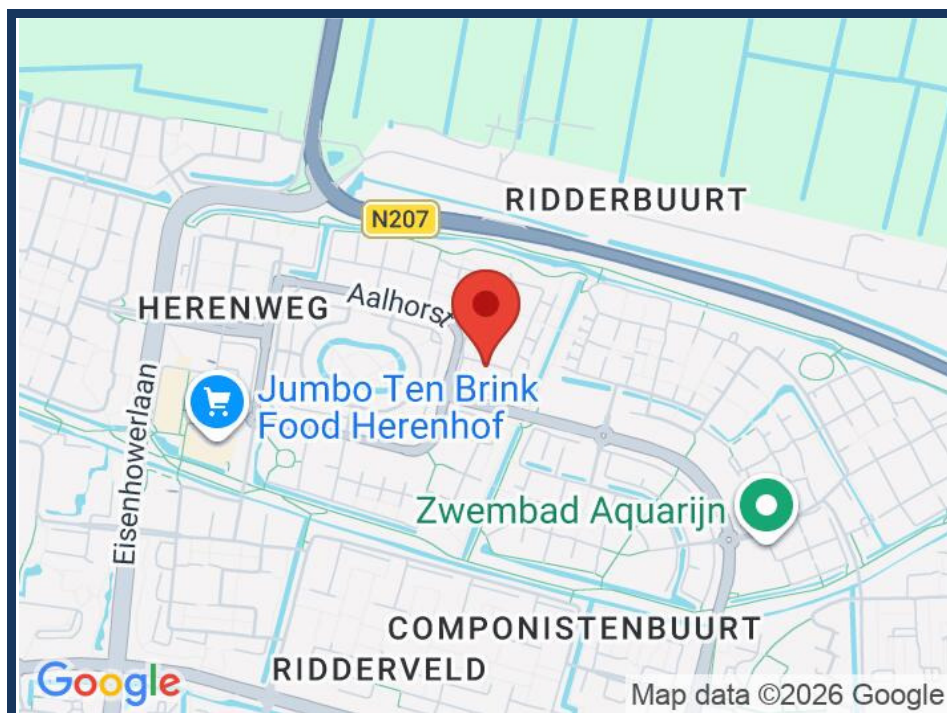 RIDDERBUURT
N207
Aalhorst
HERENWEG
Jumbo Ten Brink
Food Herenhof
Eisenhowerlaan
Zwembad Aquarijn
COMPONISTENBUURT
RIDDERVELD
Google
Map data ©2026 Google